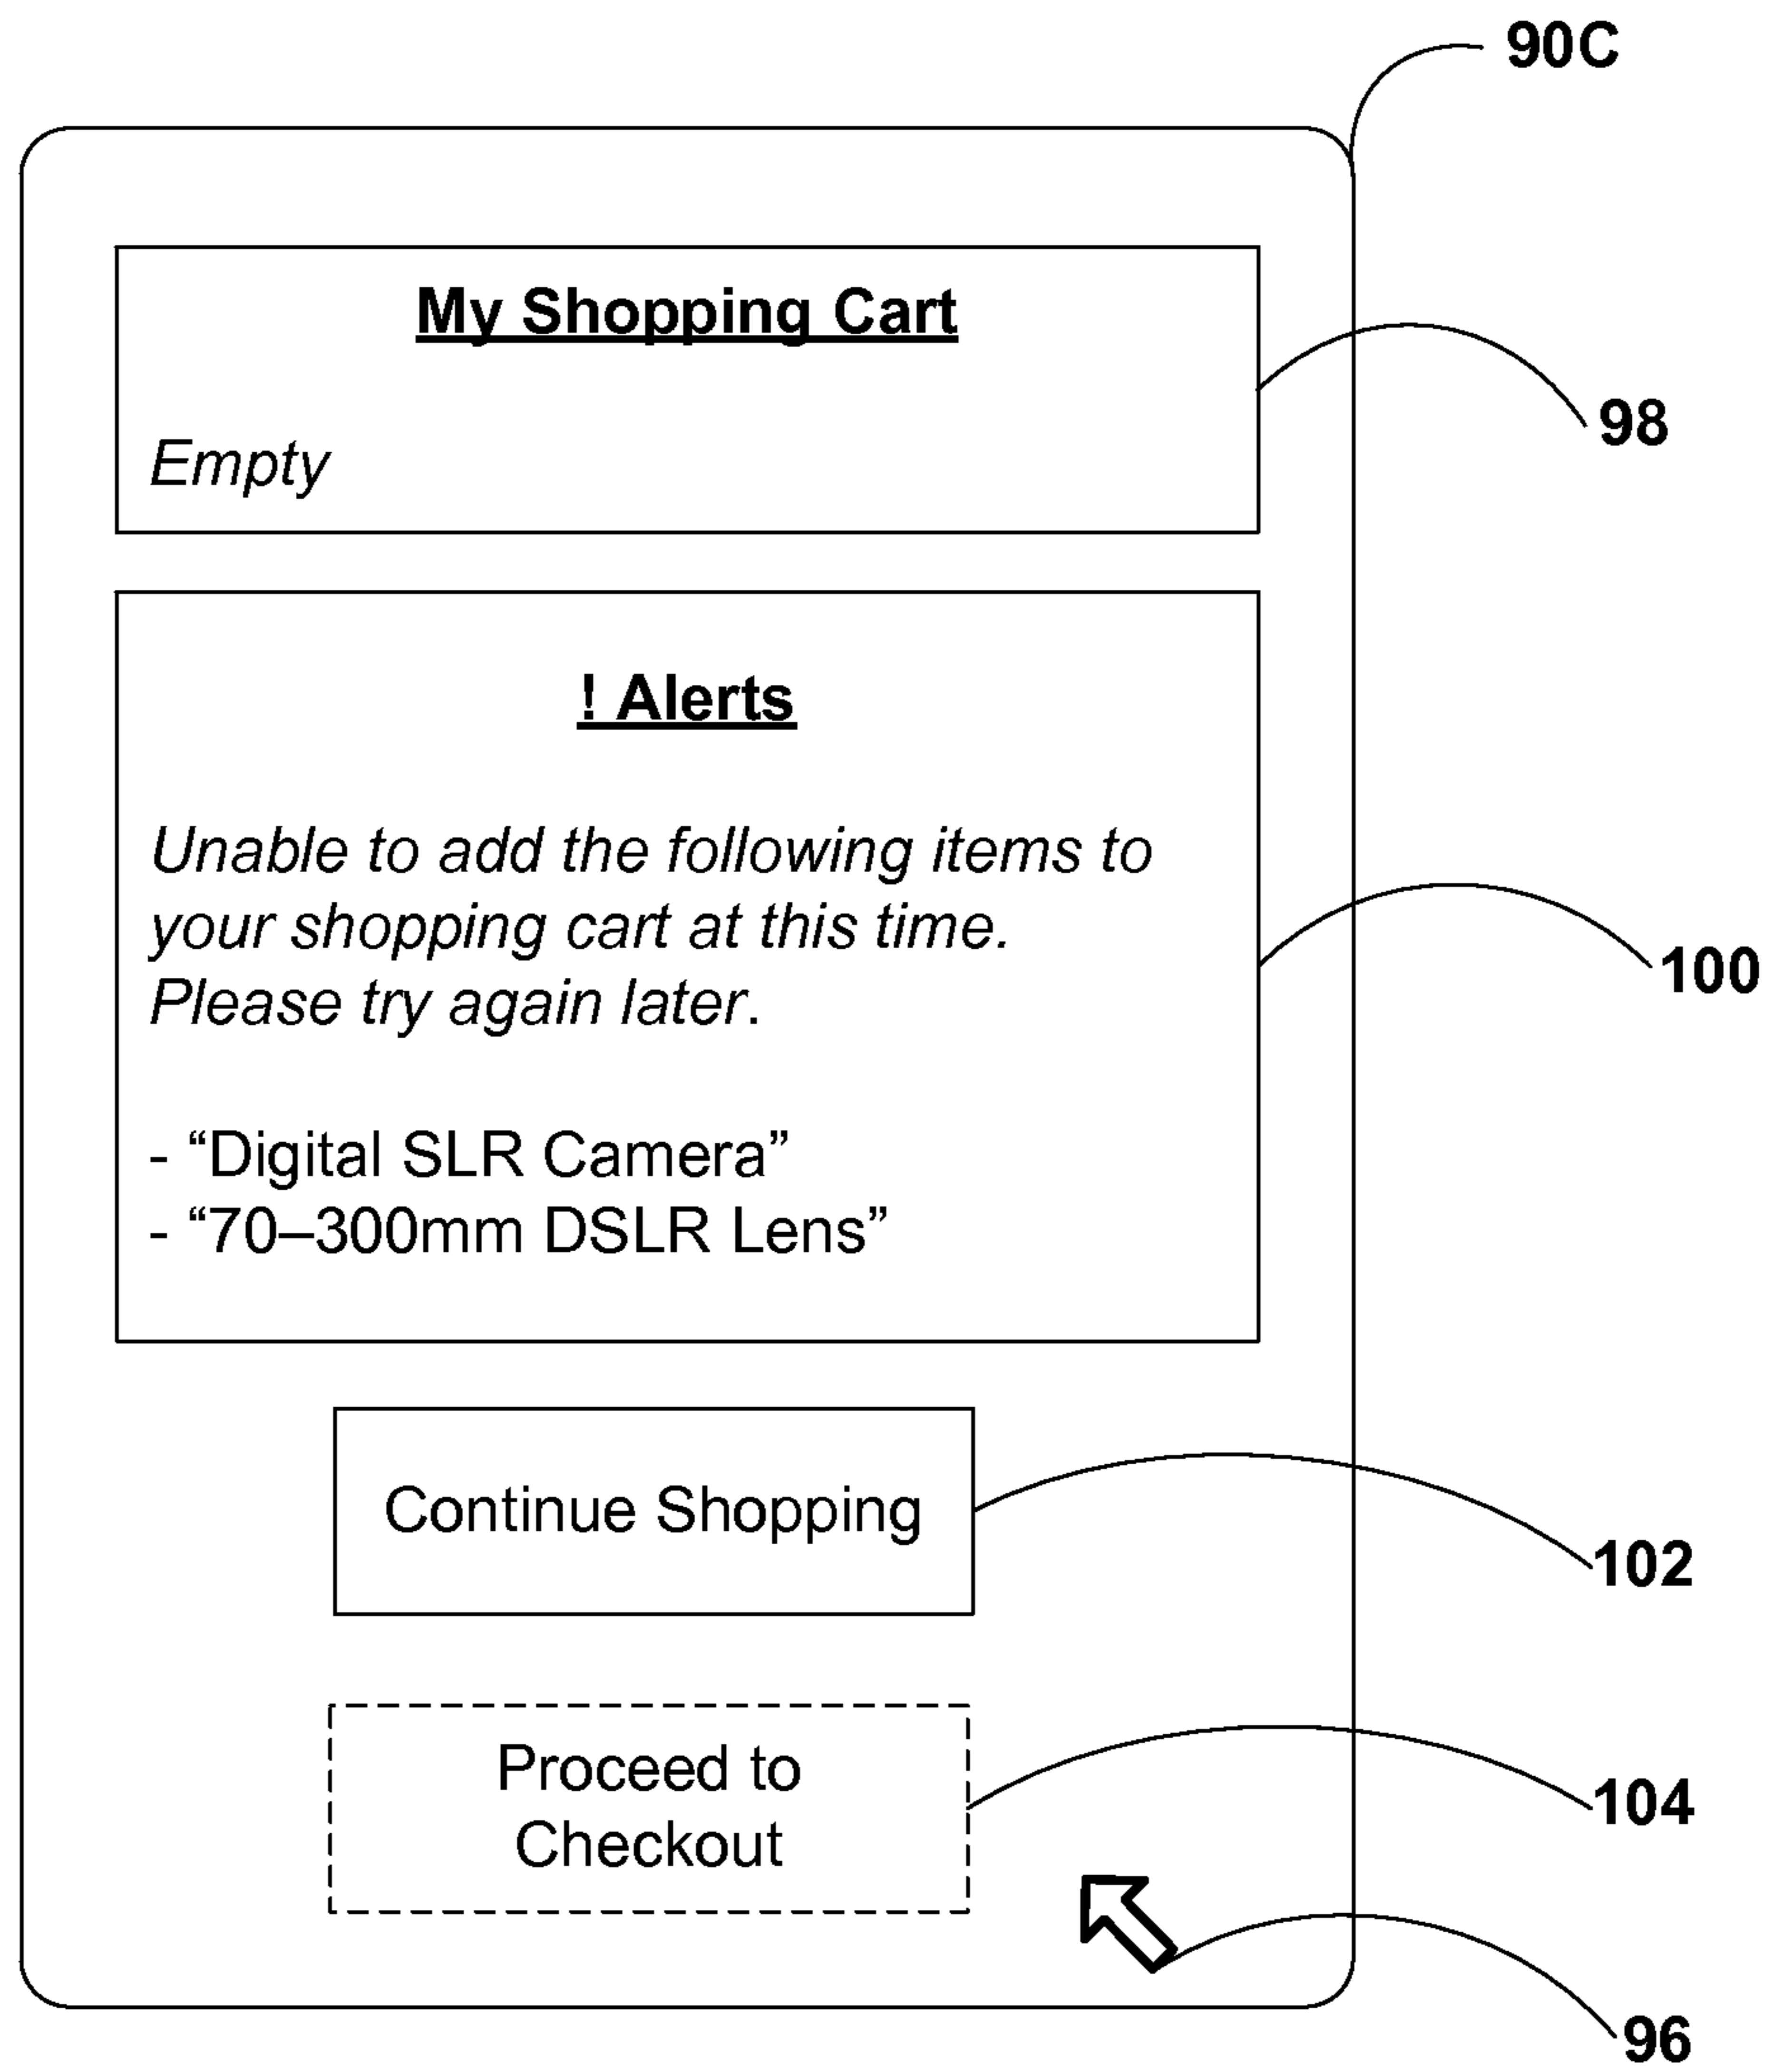 90C
My Shopping Cart
98
Empty
! Alerts
Unable to add the following items to
your shopping cart at this time.
100
Please try again later.
- “Digital SLR Camera”
- “70–300mm DSLR Lens”
Continue Shopping
102
Proceed to
104
Checkout
96